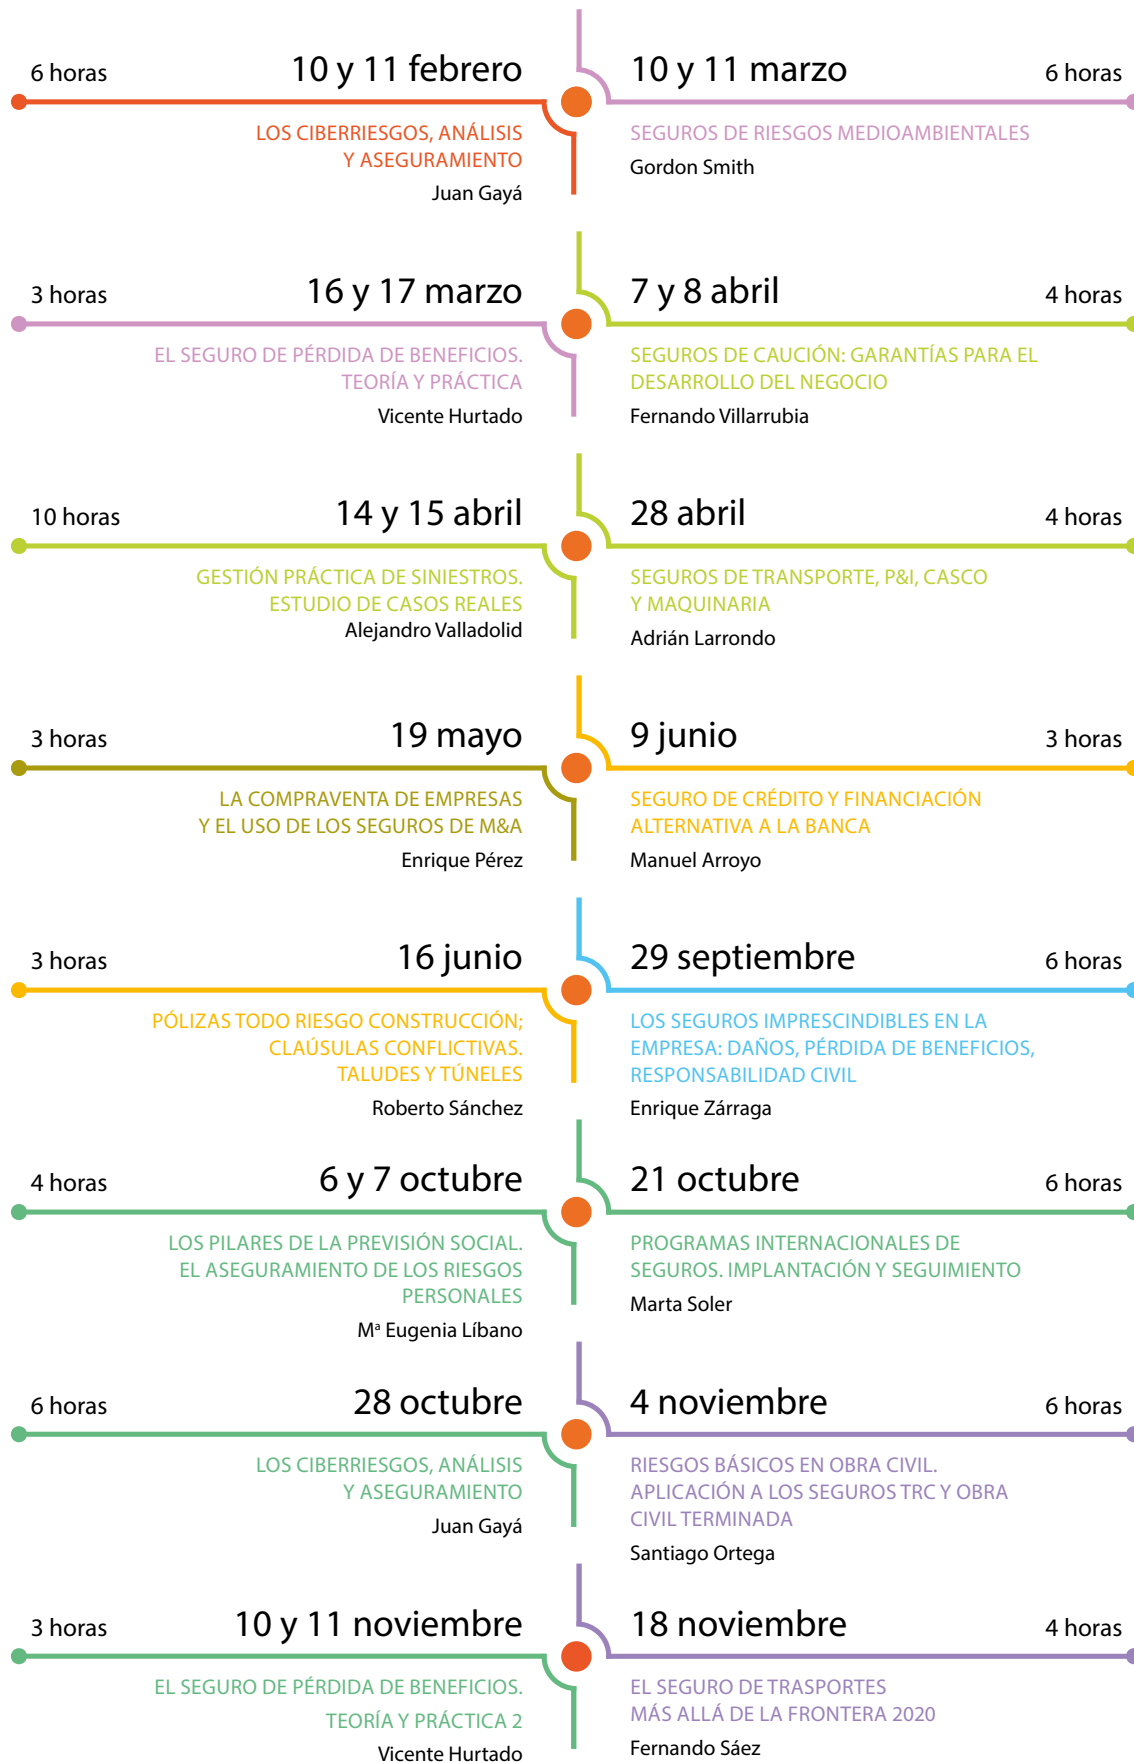 6 horas
10 y 11 febrero
LOS CIBERRIESGOS, ANÁLISIS
Y ASEGURAMIENTO
Juan Gayá
10 y 11 marzo
6 horas
SEGUROS DE RIESGOS MEDIOAMBIENTALES
Gordon Smith
3 horas
16 y 17 marzo
EL SEGURO DE PÉRDIDA DE BENEFICIOS.
TEORÍA Y PRÁCTICA
Vicente Hurtado
7 y 8 abril
4 horas
SEGUROS DE CAUCIÓN: GARANTÍAS PARA EL
DESARROLLO DEL NEGOCIO
Fernando Villarrubia
10 horas
14 y 15 abril
GESTIÓN PRÁCTICA DE SINIESTROS.
ESTUDIO DE CASOS REALES
Alejandro Valladolid
28 abril
4 horas
SEGUROS DE TRANSPORTE, P&I, CASCO
Y MAQUINARIA
Adrián Larrondo
3 horas
19 mayo
LA COMPRAVENTA DE EMPRESAS
Y EL USO DE LOS SEGUROS DE M&A
Enrique Pérez
9 junio
3 horas
SEGURO DE CRÉDITO Y FINANCIACIÓN
ALTERNATIVA A LA BANCA
Manuel Arroyo
3 horas
16 junio
PÓLIZAS TODO RIESGO CONSTRUCCIÓN;
CLAÚSULAS CONFLICTIVAS.
TALUDES Y TÚNELES
Roberto Sánchez
29 septiembre
6 horas
LOS SEGUROS IMPRESCINDIBLES EN LA
EMPRESA: DAÑOS, PÉRDIDA DE BENEFICIOS,
RESPONSABILIDAD CIVIL
Enrique Zárraga
4 horas
6 y 7 octubre
LOS PILARES DE LA PREVISIÓN SOCIAL.
EL ASEGURAMIENTO DE LOS RIESGOS
PERSONALES
Mª Eugenia Líbano
21 octubre
6 horas
PROGRAMAS INTERNACIONALES DE
SEGUROS. IMPLANTACIÓN Y SEGUIMIENTO
Marta Soler
6 horas
28 octubre
LOS CIBERRIESGOS, ANÁLISIS
Y ASEGURAMIENTO
Juan Gayá
4 noviembre
6 horas
RIESGOS BÁSICOS EN OBRA CIVIL.
APLICACIÓN A LOS SEGUROS TRC Y OBRA
CIVIL TERMINADA
Santiago Ortega
3 horas
10 y 11 noviembre
EL SEGURO DE PÉRDIDA DE BENEFICIOS.
TEORÍA Y PRÁCTICA 2
Vicente Hurtado
18 noviembre
4 horas
EL SEGURO DE TRASPORTES
MÁS ALLÁ DE LA FRONTERA 2020
Fernando Sáez